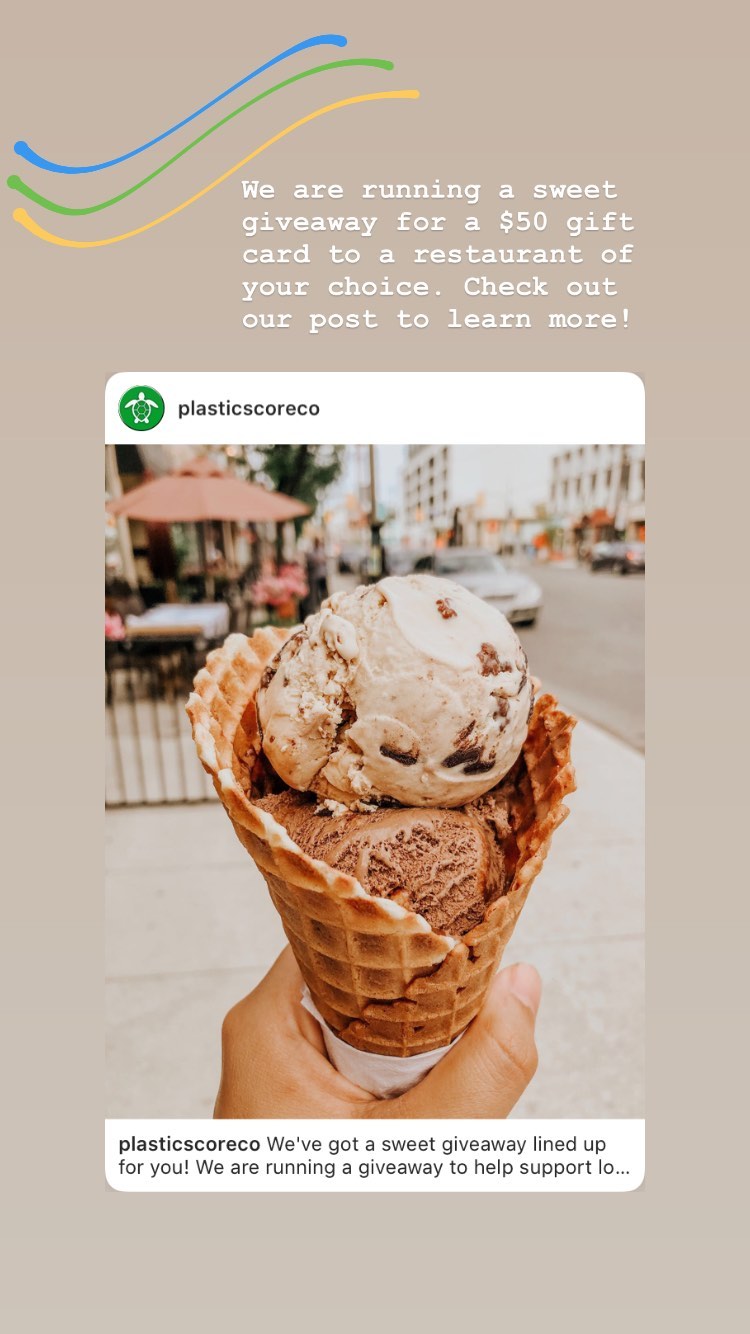 We are running a sweet
giveaway for a $50 gift
card to a restaurant of
your choice. Check out
our post to learn more!
plasticscoreco
plasticscoreco We've got a sweet giveaway lined up
for you! We are running a giveaway to help support lo...